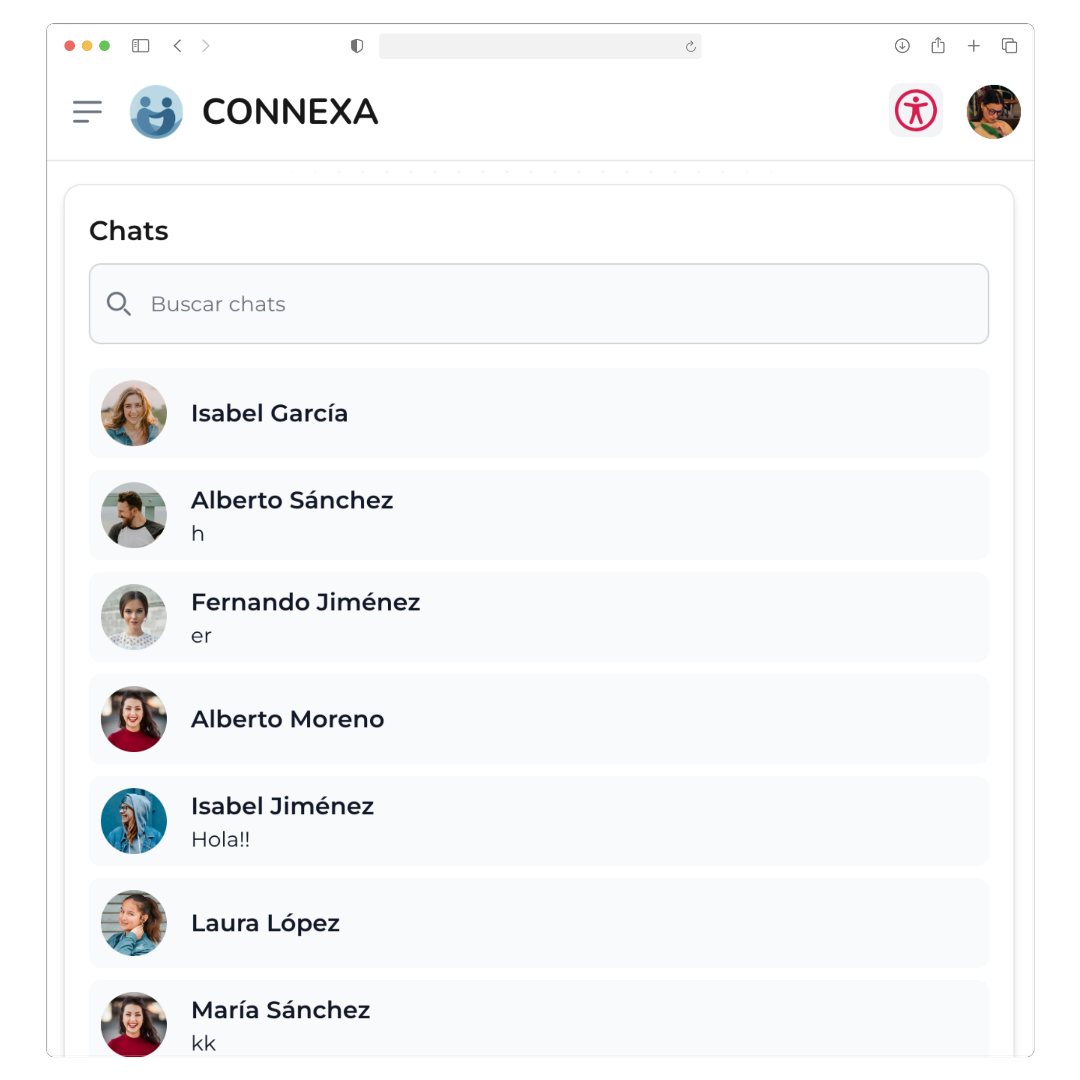 CONNEXA
Chats
Buscar chats
Isabel García
Alberto Sánchez
h
Fernando Jiménez
er
Alberto Moreno
Isabel Jiménez
Hola!!
Laura López
María Sánchez
kk